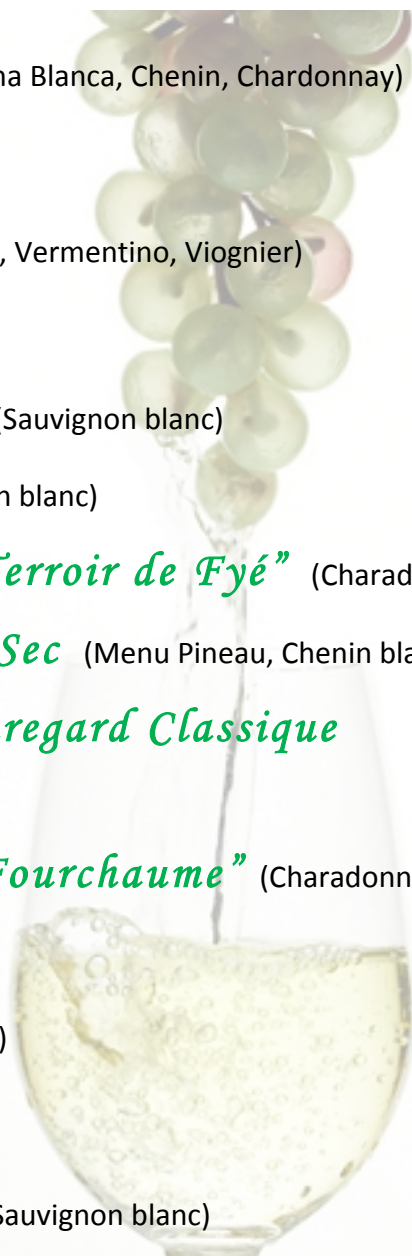 na Blanca, Chenin, Chardonnay)
, Vermentino, Viognier)
(Sauvignon blanc)
n blanc)
Terroir de Fyé” (Charad
Sec (Menu Pineau, Chenin bla
regard Classique
Fourchaume” (Charadonn
)
Sauvignon blanc)